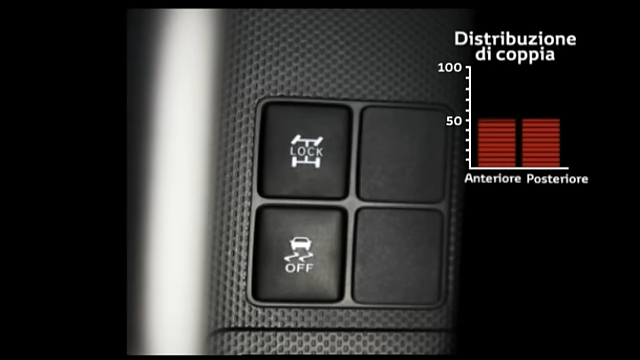 Distribuzione
di coppia
100
50
Anteriore Posteriore
LOCK
OFF